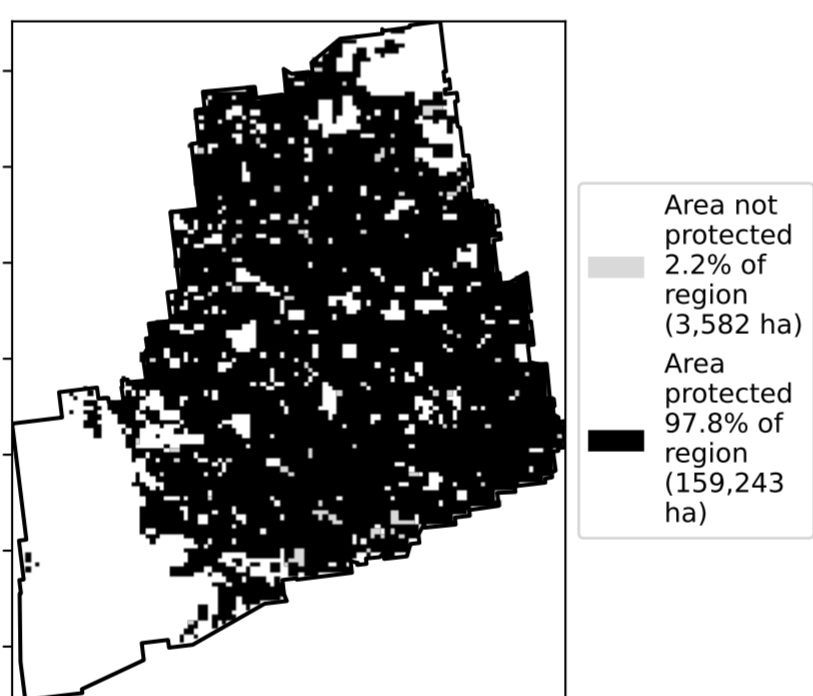 Area not
protected
2.2% of
region
(3,582 ha)
Area
protected
97.8% of
region
(159,243
ha)